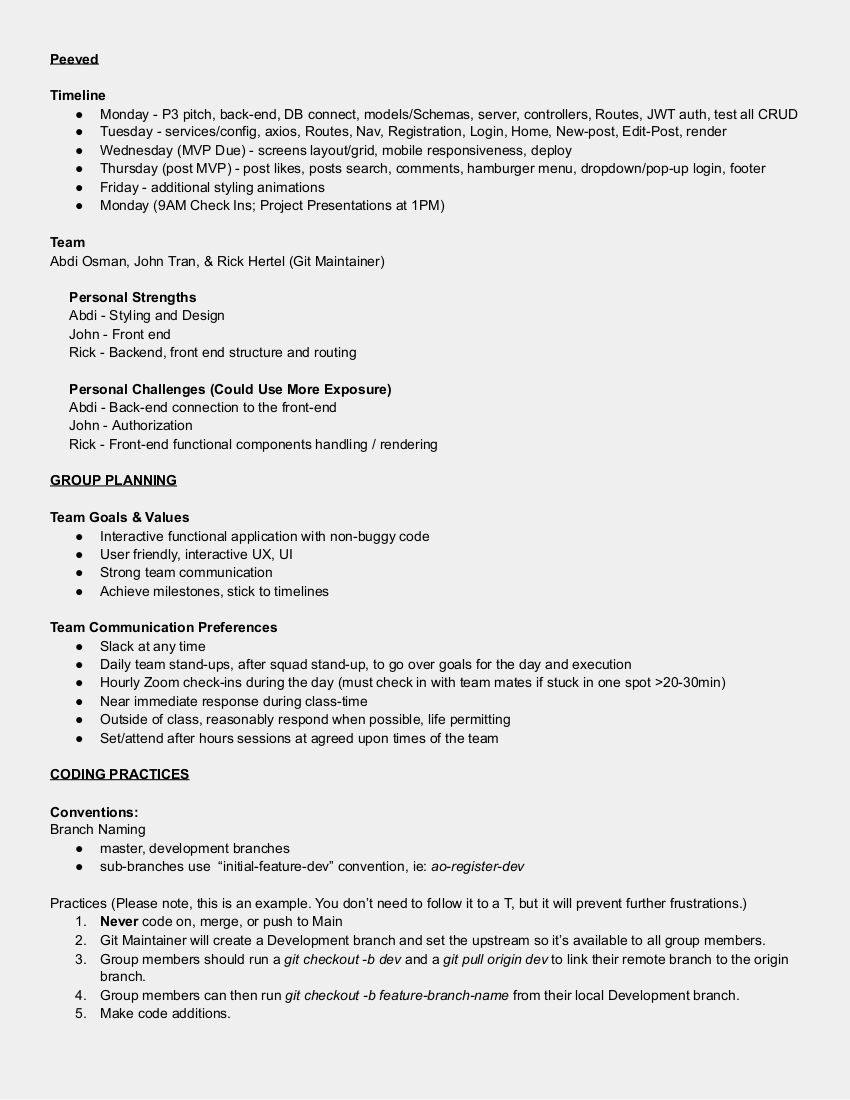 Peeved
Timeline
● Monday - P3 pitch, back-end, DB connect, models/Schemas, server, controllers, Routes, JWT auth, test all CRUD
● Tuesday - services/config, axios, Routes, Nav, Registration, Login, Home, New-post, Edit-Post, render
● Wednesday (MVP Due) - screens layout/grid, mobile responsiveness, deploy
● Thursday (post MVP) - post likes, posts search, comments, hamburger menu, dropdown/pop-up login, footer
● Friday - additional styling animations
● Monday (9AM Check Ins; Project Presentations at 1PM)
Team
Abdi Osman, John Tran, & Rick Hertel (Git Maintainer)
Personal Strengths
Abdi - Styling and Design
John - Front end
Rick - Backend, front end structure and routing
Personal Challenges (Could Use More Exposure)
Abdi - Back-end connection to the front-end
John - Authorization
Rick - Front-end functional components handling / rendering
GROUP PLANNING
Team Goals & Values
● Interactive functional application with non-buggy code
● User friendly, interactive UX, UI
● Strong team communication
● Achieve milestones, stick to timelines
Team Communication Preferences
● Slack at any time
● Daily team stand-ups, after squad stand-up, to go over goals for the day and execution
● Hourly Zoom check-ins during the day (must check in with team mates if stuck in one spot >20-30min)
● Near immediate response during class-time
● Outside of class, reasonably respond when possible, life permitting
● Set/attend after hours sessions at agreed upon times of the team
CODING PRACTICES
Conventions:
Branch Naming
● master, development branches
● sub-branches use “initial-feature-dev” convention, ie: ao-register-dev
Practices (Please note, this is an example. You don’t need to follow it to a T, but it will prevent further frustrations.)
1. Never code on, merge, or push to Main
2. Git Maintainer will create a Development branch and set the upstream so it’s available to all group members.
3. Group members should run a git checkout -b dev and a git pull origin dev to link their remote branch to the origin
branch.
4. Group members can then run git checkout -b feature-branch-name from their local Development branch.
5. Make code additions.